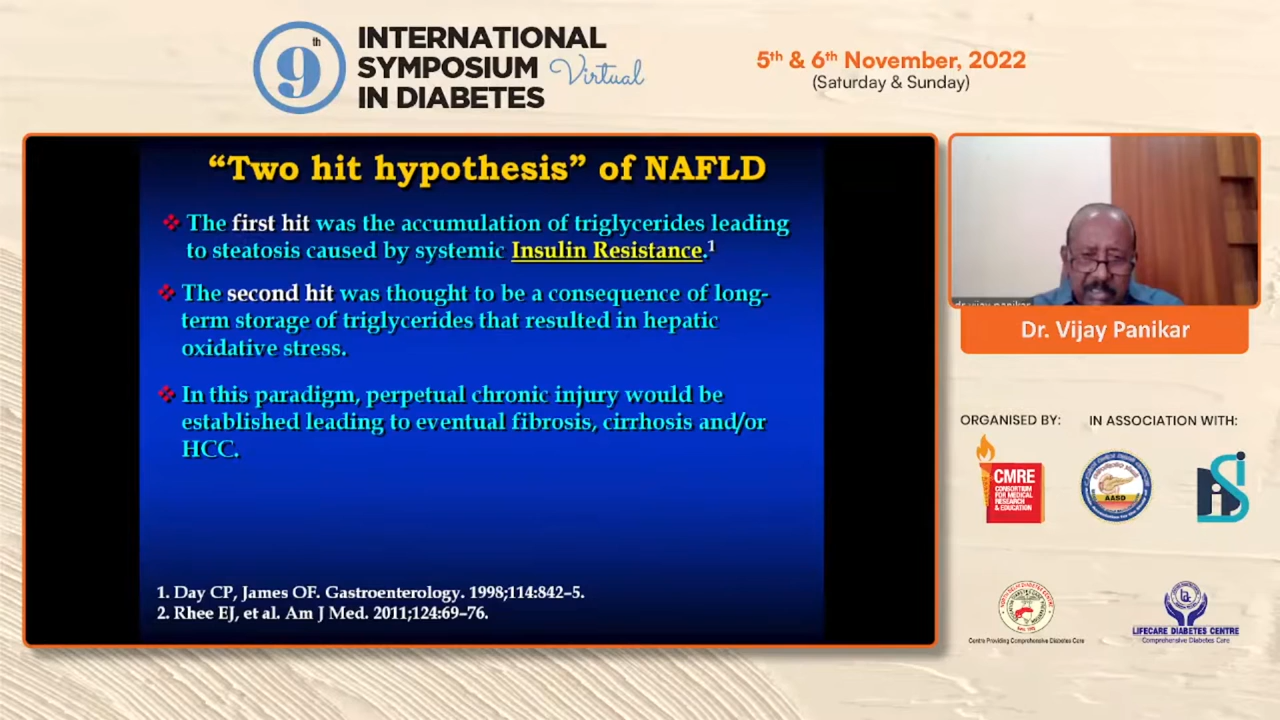 9th
INTERNATIONAL
SYMPOSIUM Virtual
IN DIABETES
5th & 6th November, 2022
(Saturday & Sunday)
“Two hit hypothesis” of NAFLD
The first hit was the accumulation of triglycerides leading
to steatosis caused by systemic Insulin Resistance.1
The second hit was thought to be a consequence of long-
term storage of triglycerides that resulted in hepatic
oxidative stress.
In this paradigm, perpetual chronic injury would be
established leading to eventual fibrosis, cirrhosis and/or
HCC.
1. Day CP, James OF. Gastroenterology. 1998;114:842–5.
2. Rhee EJ, et al. Am J Med. 2011;124:69–76.
dr vijay panikar
Dr. Vijay Panikar
ORGANISED BY:
IN ASSOCIATION WITH:
CMRE
CONSORTIUM
FOR MEDICAL
RESEARCH
& EDUCATION
AASD
Centre Providing Comprehensive Diabetes Care
LIFECARE DIABETES CENTRE
Comprehensive Diabetes Care